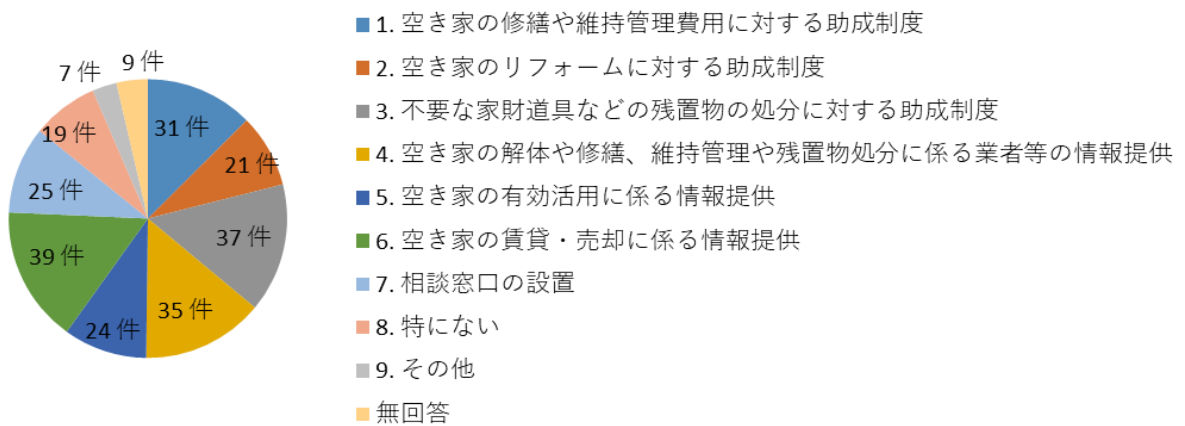 31 件
21 件
37 件
35 件
24 件
39 件
25 件
19 件
7 件
9 件
1. 空き家の修繕や維持管理費用に対する助成制度
2. 空き家のリフォームに対する助成制度
3. 不要な家財道具などの残置物の処分に対する助成制度
4. 空き家の解体や修繕、維持管理や残置物処分に係る業者等の情報提供
5. 空き家の有効活用に係る情報提供
6. 空き家の賃貸・売却に係る情報提供
7. 相談窓口の設置
8. 特にない
9. その他
無回答